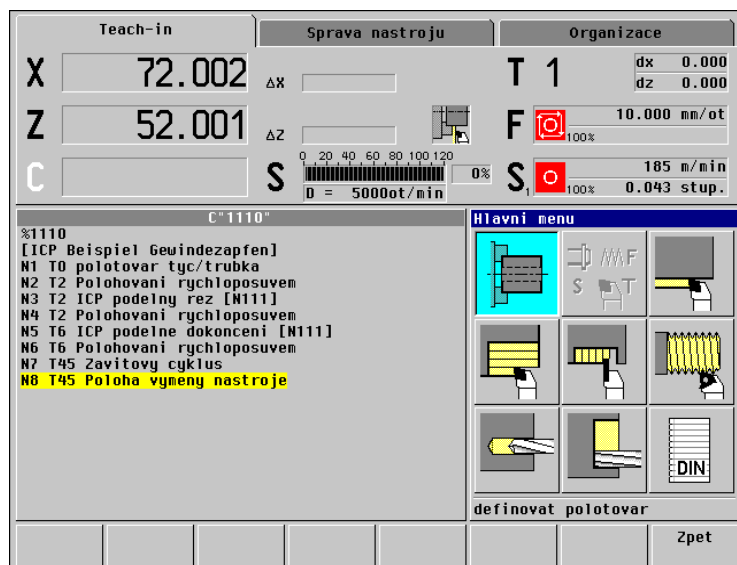 Teach-in
Sprava nastroju
Organizace
X 72.002 ΔX
T 1 dx 0.000
dz 0.000
Z 52.001 ΔZ
F 100% 10.000 mm/ot
C
S 0 20 40 60 80 100 120 0%
D = 5000ot/min
S1 100% 185 m/min
0.043 stup.
C"1110"
%1110
[ICP Beispiel Gewindezapfen]
N1 T0 polotovar tyc/trubka
N2 T2 Polohovani rychloposuvem
N3 T2 ICP podelny rez [N111]
N4 T2 Polohovani rychloposuvem
N5 T6 ICP podelne dokonceni [N111]
N6 T6 Polohovani rychloposuvem
N7 T45 Zavitovy cyklus
N8 T45 Poloha vymeny nastroje
Hlavni menu
F
S T
DIN
definovat polotovar
Zpet